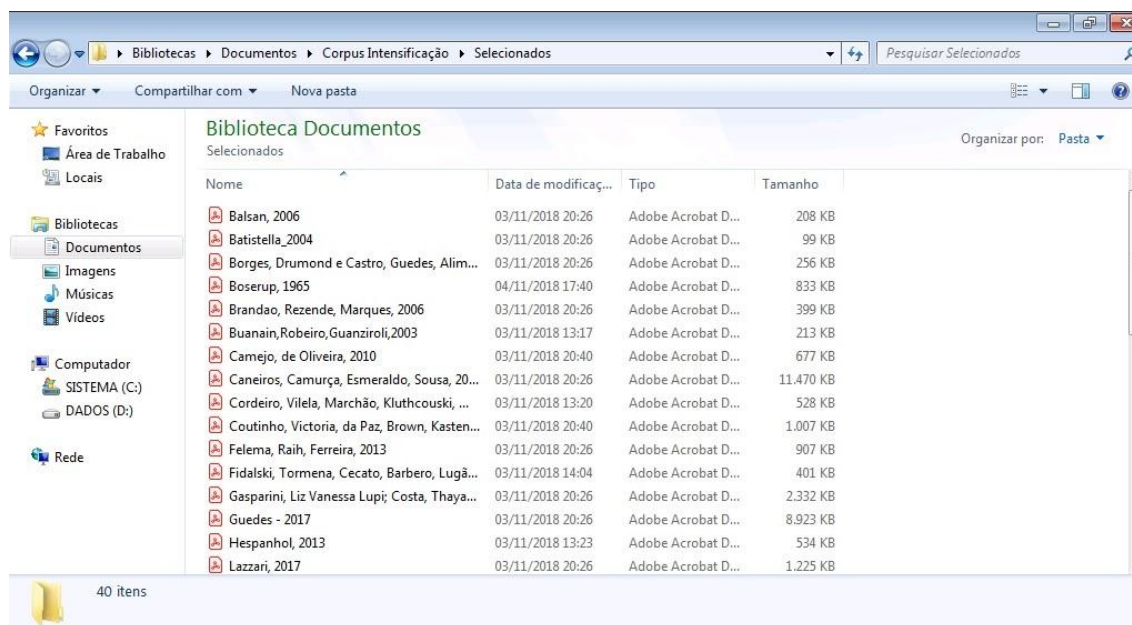 Bibliotecas ▸ Documentos ▸ Corpus Intensificação ▸ Selecionados Pesquisar Selecionados
Organizar Compartilhar com Nova pasta
Favoritos
Área de Trabalho
Locais
Bibliotecas
Documentos
Imagens
Músicas
Vídeos
Computador
SISTEMA (C:)
DADOS (D:)
Rede
Biblioteca Documentos
Selecionados
Organizar por: Pasta
Nome Data de modificaç... Tipo Tamanho
Balsan, 2006 03/11/2018 20:26 Adobe Acrobat D... 208 KB
Batistella_2004 03/11/2018 20:26 Adobe Acrobat D... 99 KB
Borges, Drumond e Castro, Guedes, Alim... 03/11/2018 20:26 Adobe Acrobat D... 256 KB
Boserup, 1965 04/11/2018 17:40 Adobe Acrobat D... 833 KB
Brandao, Rezende, Marques, 2006 03/11/2018 20:26 Adobe Acrobat D... 399 KB
Buanain,Robeiro,Guanziroli,2003 03/11/2018 13:17 Adobe Acrobat D... 213 KB
Camejo, de Oliveira, 2010 03/11/2018 20:40 Adobe Acrobat D... 677 KB
Caneiros, Camurça, Esmeraldo, Sousa, 20... 03/11/2018 20:26 Adobe Acrobat D... 11.470 KB
Cordeiro, Vilela, Marchão, Kluthcouski, ... 03/11/2018 13:20 Adobe Acrobat D... 528 KB
Coutinho, Victoria, da Paz, Brown, Kasten... 03/11/2018 20:40 Adobe Acrobat D... 1.007 KB
Felema, Raih, Ferreira, 2013 03/11/2018 20:26 Adobe Acrobat D... 907 KB
Fidalski, Tormena, Cecato, Barbero, Lugã... 03/11/2018 14:04 Adobe Acrobat D... 401 KB
Gasparini, Liz Vanessa Lupi; Costa, Thaya... 03/11/2018 20:26 Adobe Acrobat D... 2.332 KB
Guedes - 2017 03/11/2018 20:26 Adobe Acrobat D... 8.923 KB
Hespanhol, 2013 03/11/2018 13:23 Adobe Acrobat D... 534 KB
Lazzari, 2017 03/11/2018 20:26 Adobe Acrobat D... 1.225 KB
40 itens